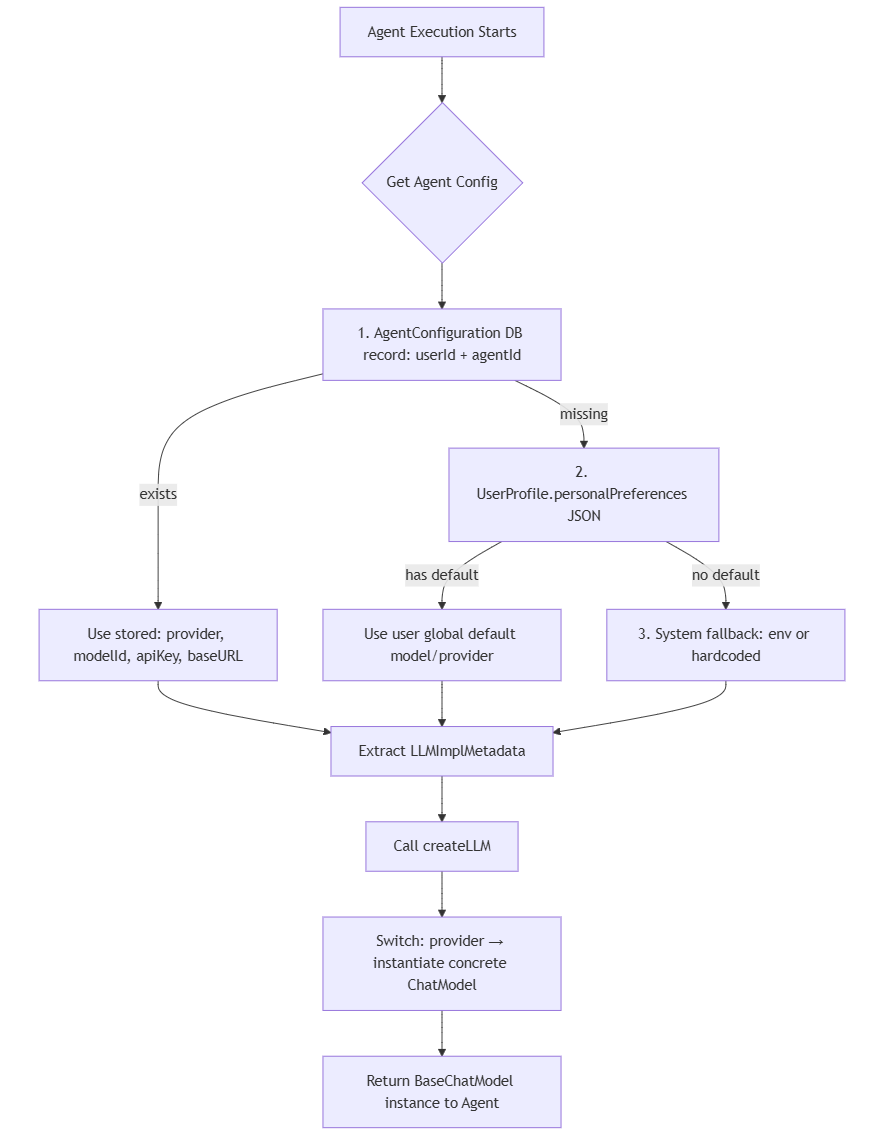 Agent Execution Starts
Get Agent Config
1. AgentConfiguration DB
record: userId + agentId
missing
2.
UserProfile.personalPreferences
JSON
exists
has default
no default
Use stored: provider,
modelId, apiKey, baseURL
Use user global default
model/provider
3. System fallback: env or
hardcoded
Extract LLMImplMetadata
Call createLLM
Switch: provider →
instantiate concrete
ChatModel
Return BaseChatModel
instance to Agent